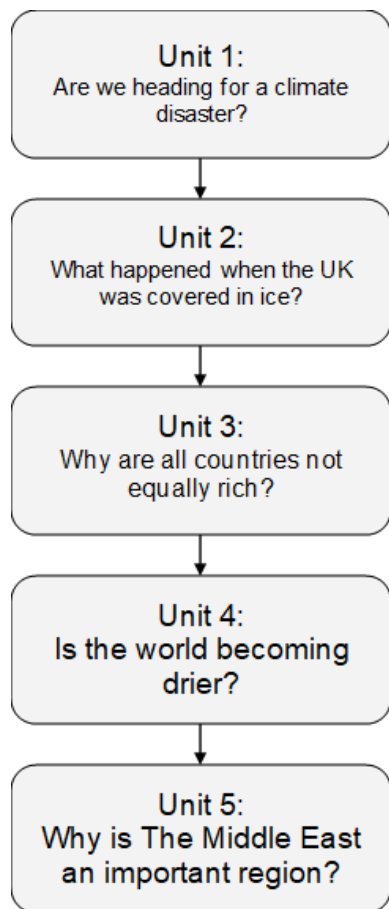 Unit 1:
Are we heading for a climate
disaster?
Unit 2:
What happened when the UK
was covered in ice?
Unit 3:
Why are all countries not
equally rich?
Unit 4:
Is the world becoming
drier?
Unit 5:
Why is The Middle East
an important region?